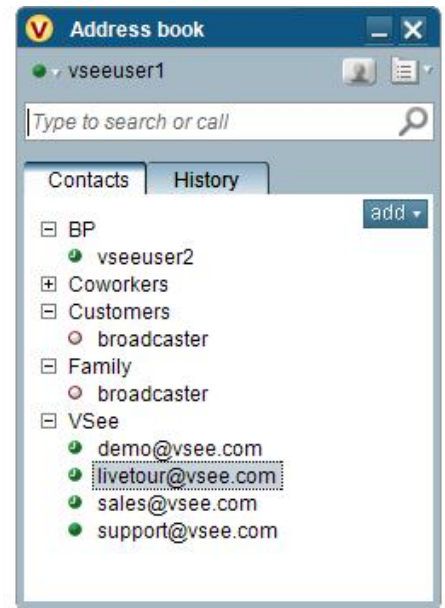 V Address book
vseeuser1
Type to search or call
Contacts History
add
BP
vseeuser2
Coworkers
Customers
broadcaster
Family
broadcaster
VSee
demo@vsee.com
livetour@vsee.com
sales@vsee.com
support@vsee.com